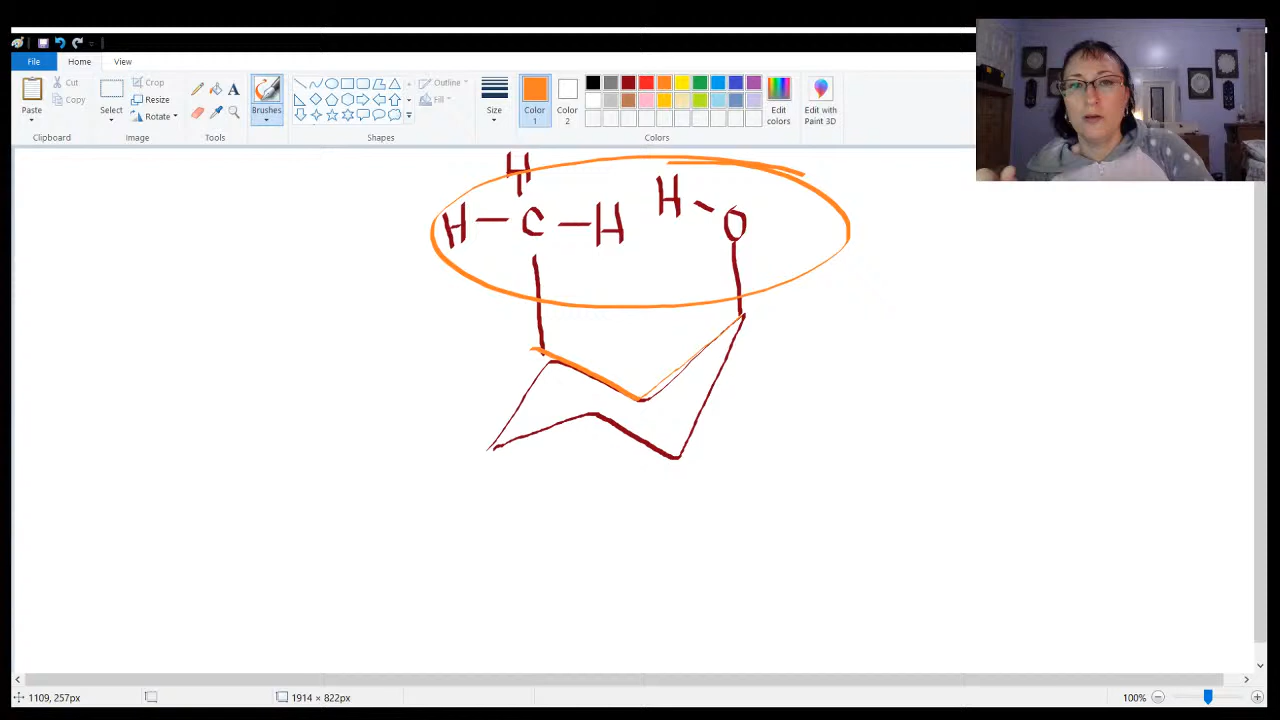 File Home View
Paste
Cut
Copy
Clipboard
Select
Crop
Resize
Rotate
Image
Tools
Brushes
Outline
Fill
Shapes
Size
Color 1
Color 2
Edit colors
Edit with Paint 3D
Colors
H
H C H H O
1109, 257px 1914 × 822px 100%